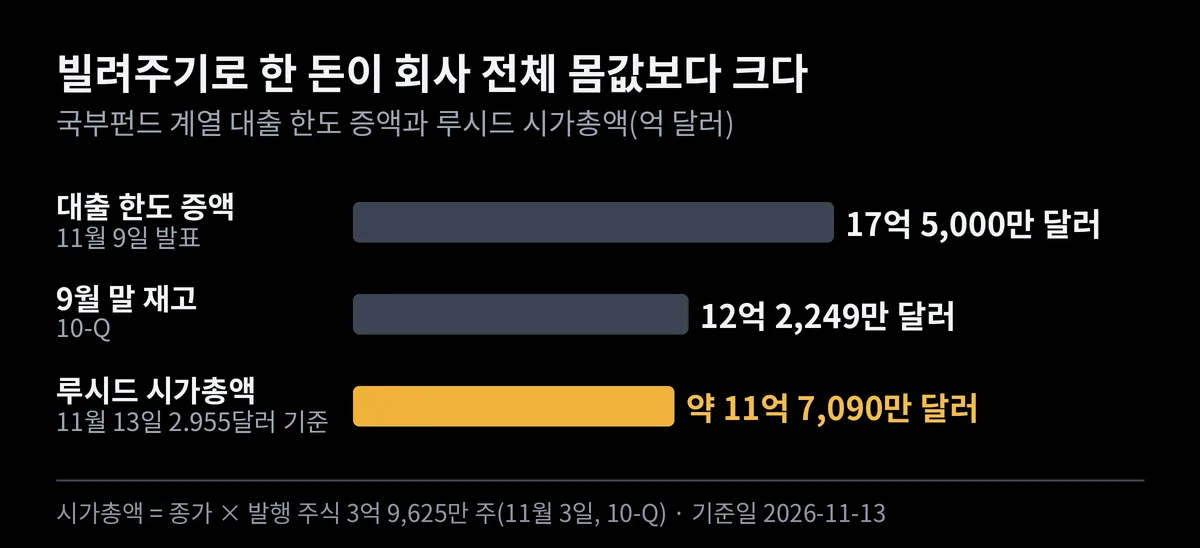 빌려주기로 한 돈이 회사 전체 몸값보다 크다
국부펀드 계열 대출 한도 증액과 루시드 시가총액(억 달러)
대출 한도 증액
11월 9일 발표
17억 5,000만 달러
9월 말 재고
10-Q
12억 2,249만 달러
루시드 시가총액
11월 13일 2.955달러 기준
약 11억 7,090만 달러
시가총액 = 종가 × 발행 주식 3억 9,625만 주(11월 3일, 10-Q) · 기준일 2026-11-13